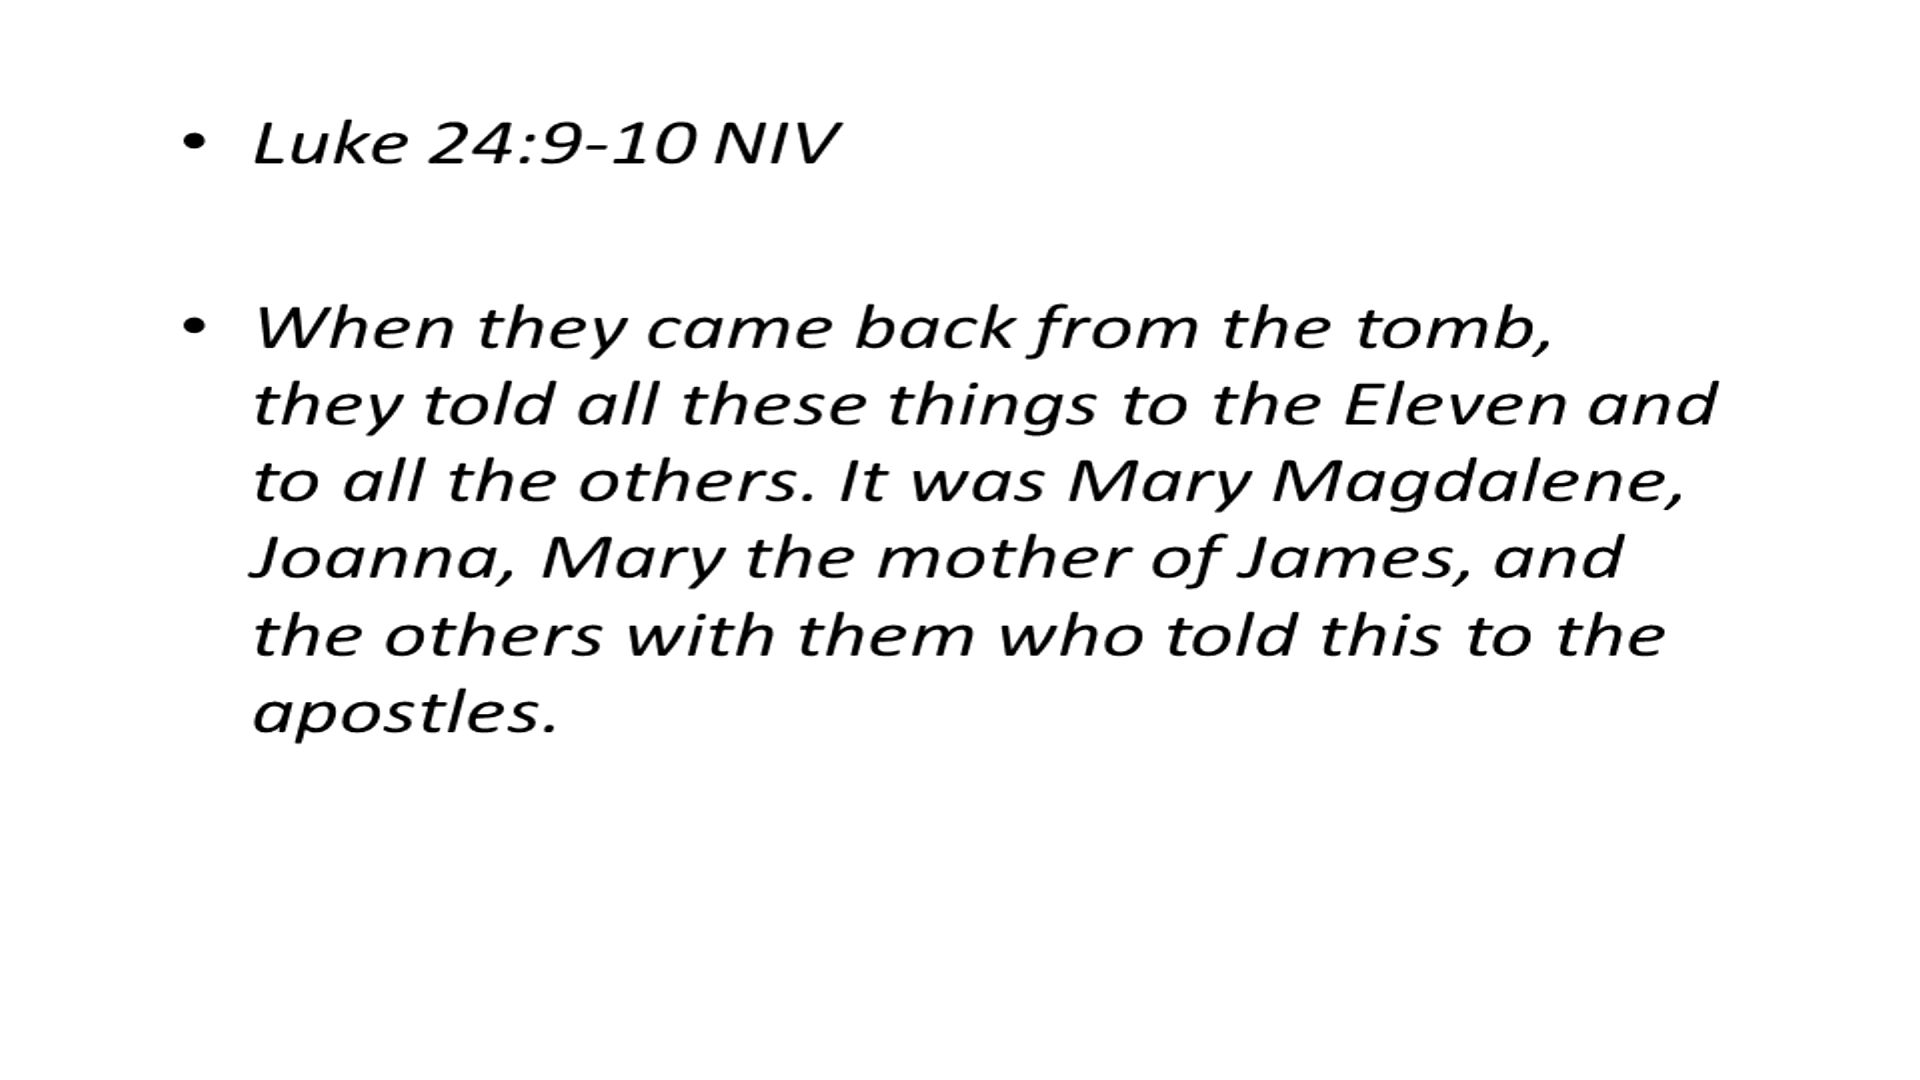 • Luke 24:9-10 NIV
• When they came back from the tomb,
they told all these things to the Eleven and
to all the others. It was Mary Magdalene,
Joanna, Mary the mother of James, and
the others with them who told this to the
apostles.